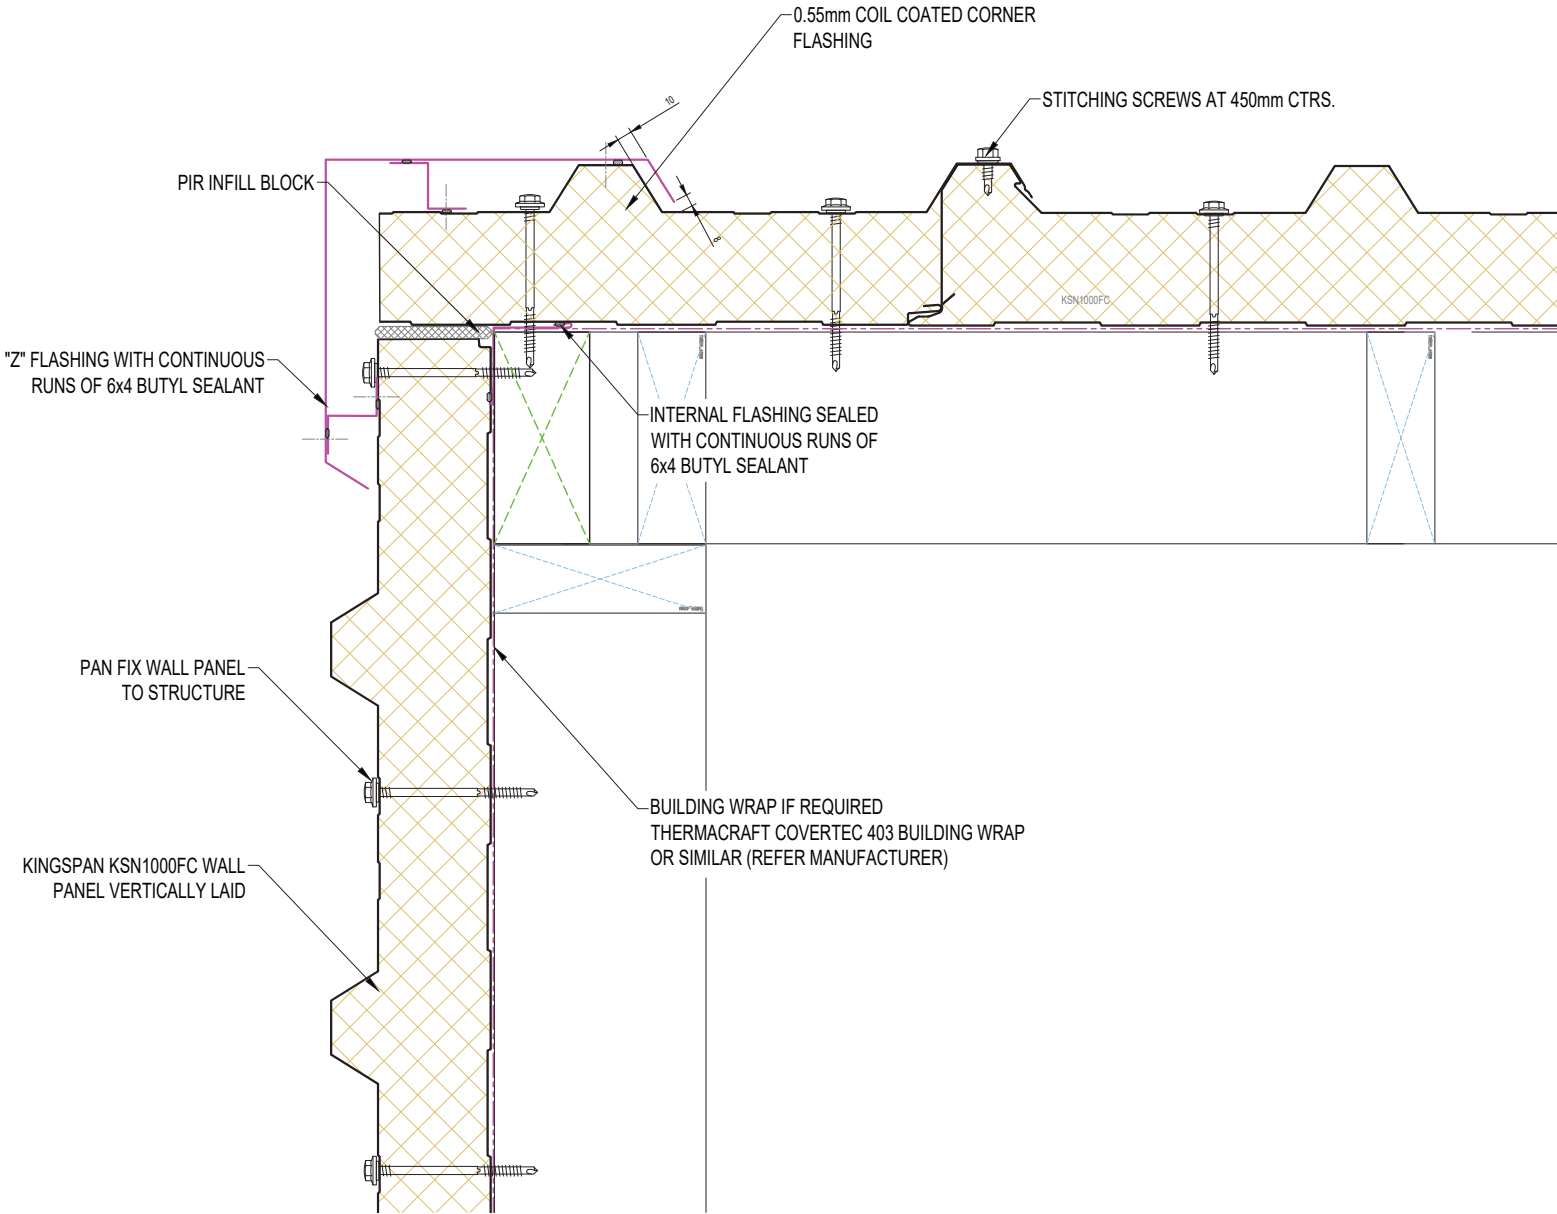 0.55mm COIL COATED CORNER
FLASHING
10
STITCHING SCREWS AT 450mm CTRS.
PIR INFILL BLOCK
8
KSN1000FC
"Z" FLASHING WITH CONTINUOUS
RUNS OF 6x4 BUTYL SEALANT
INTERNAL FLASHING SEALED
WITH CONTINUOUS RUNS OF
6x4 BUTYL SEALANT
PAN FIX WALL PANEL
TO STRUCTURE
BUILDING WRAP IF REQUIRED
THERMACRAFT COVERTEC 403 BUILDING WRAP
OR SIMILAR (REFER MANUFACTURER)
KINGSPAN KSN1000FC WALL
PANEL VERTICALLY LAID